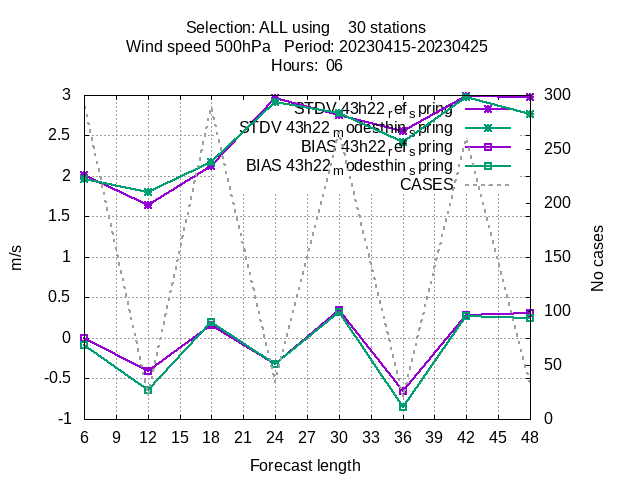 Selection: ALL using    30 stations
Wind speed 500hPa   Period: 20230415-20230425
Hours:  06
STDV 43h22_ref_spring
STDV 43h22_modesthin_spring
BIAS 43h22_ref_spring
BIAS 43h22_modesthin_spring
CASES
3
2.5
2
1.5
1
0.5
0
-0.5
-1
m/s
300
250
200
150
100
50
0
No cases
6 9 12 15 18 21 24 27 30 33 36 39 42 45 48
Forecast length